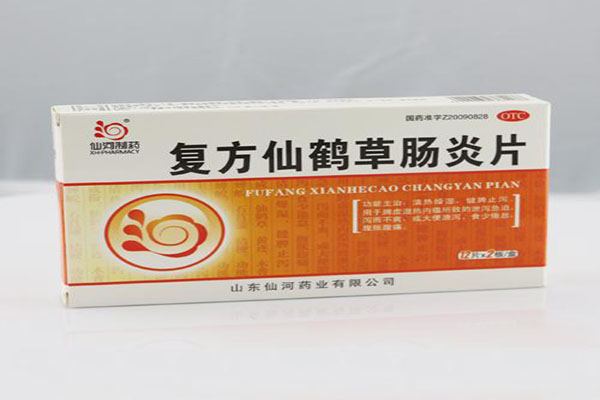 仙河制药
XHPHARMACY
国药准字Z20090828
OTC
复方仙鹤草肠炎片
FUFANG XIANHECAO CHANGYAN PIAN
功能主治：清热燥湿，健脾止泻。
用于脾虚湿热内蕴所致的泄泻急迫，
泻而不爽，或大便溏泻，食少倦怠，
腹胀腹痛。
12片×2板/盒
山东仙河药业有限公司